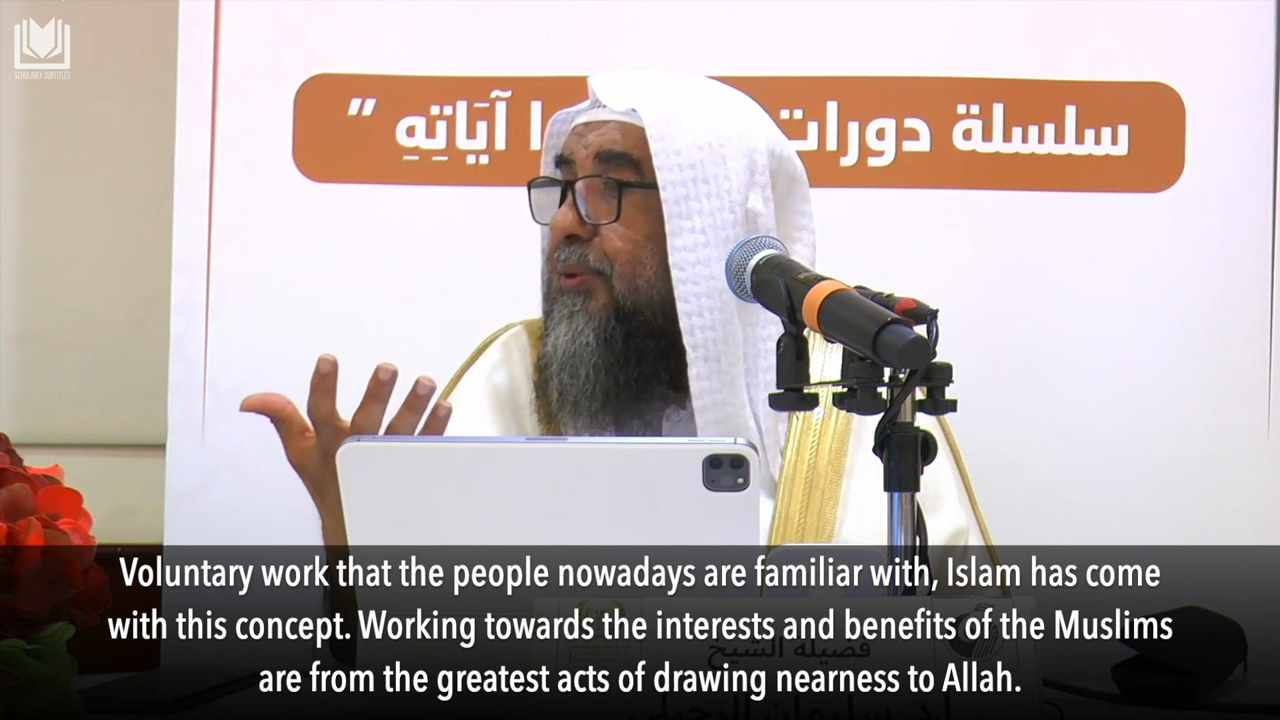 SCHOLARLY SUBTITLES
سلسلة دورات ا آيَاتِهِ ”
Voluntary work that the people nowadays are familiar with, Islam has come
with this concept. Working towards the interests and benefits of the Muslims
are from the greatest acts of drawing nearness to Allah.
فضيلة الشيخ
أ.د. سليمان الرحيلي